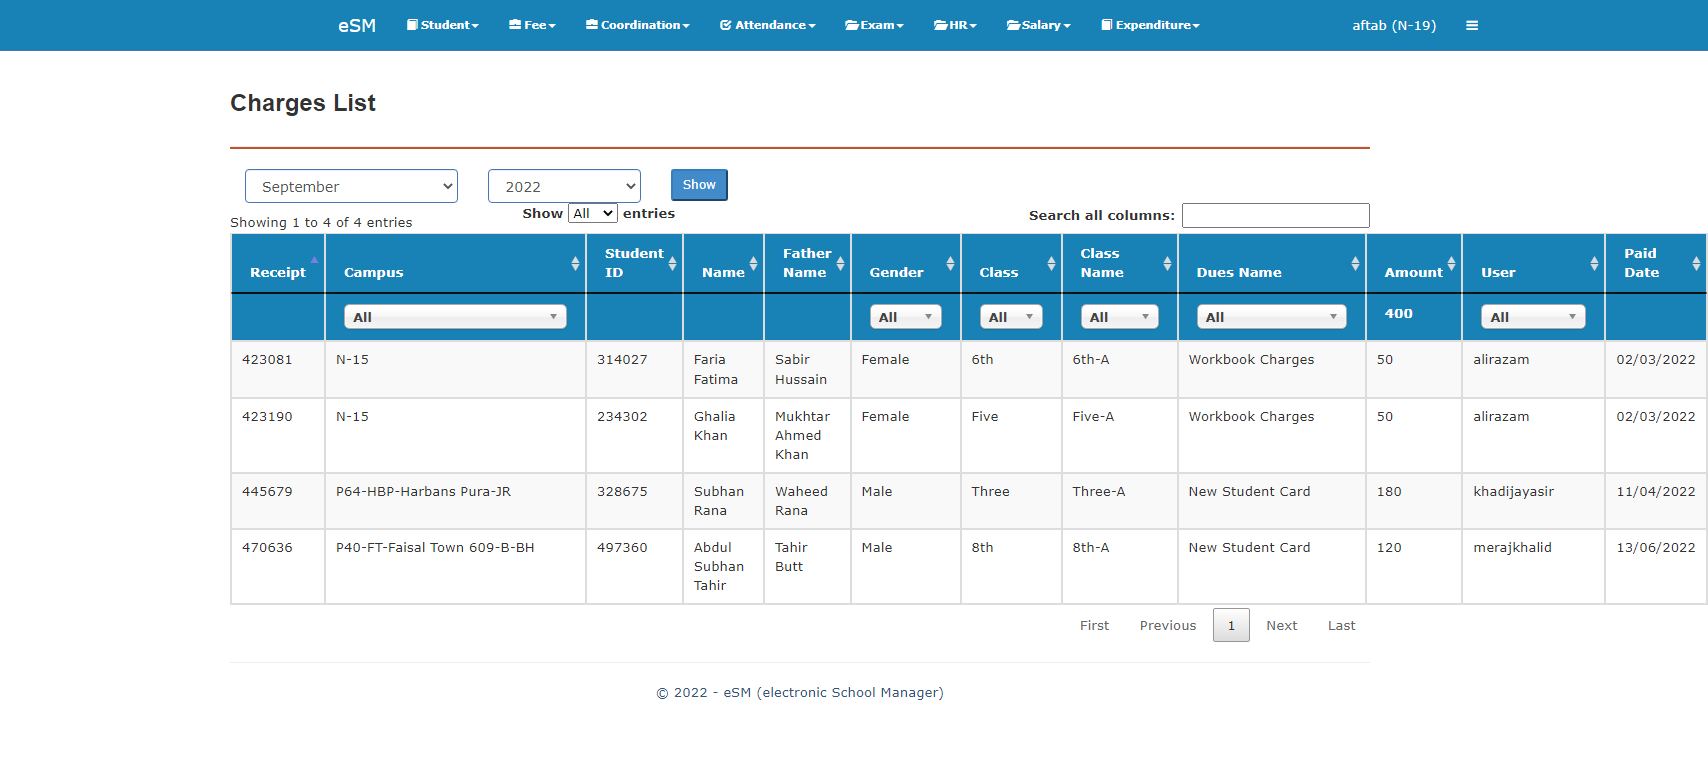 eSM Student Fee Coordination Attendance Exam HR Salary Expenditure aftab (N-19)
Charges List
September 2022 Show
Show All entries
Showing 1 to 4 of 4 entries
Search all columns:
Receipt Campus Student ID Name Father Name Gender Class Class Name Dues Name Amount User Paid Date
All All All All All 400 All
423081 N-15 314027 Faria Fatima Sabir Hussain Female 6th 6th-A Workbook Charges 50 alirazam 02/03/2022
423190 N-15 234302 Ghalia Khan Mukhtar Ahmed Khan Female Five Five-A Workbook Charges 50 alirazam 02/03/2022
445679 P64-HBP-Harbans Pura-JR 328675 Subhan Rana Waheed Rana Male Three Three-A New Student Card 180 khadijayasir 11/04/2022
470636 P40-FT-Faisal Town 609-B-BH 497360 Abdul Subhan Tahir Tahir Butt Male 8th 8th-A New Student Card 120 merajkhalid 13/06/2022
First Previous 1 Next Last
© 2022 - eSM (electronic School Manager)